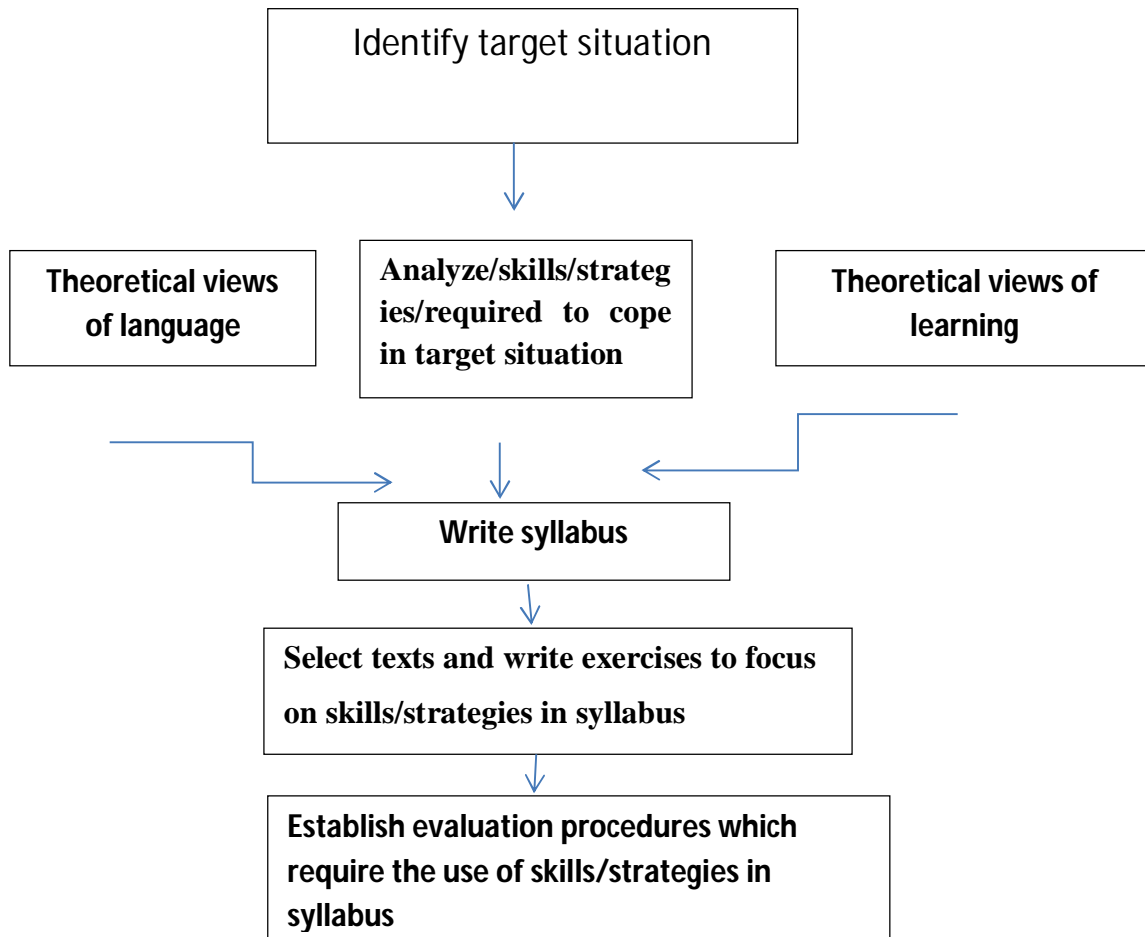 Identify target situation
Theoretical views
of language
Analyze/skills/strateg
ies/required to cope
in target situation
Theoretical views of
learning
Write syllabus
Select texts and write exercises to focus
on skills/strategies in syllabus
Establish evaluation procedures which
require the use of skills/strategies in
syllabus